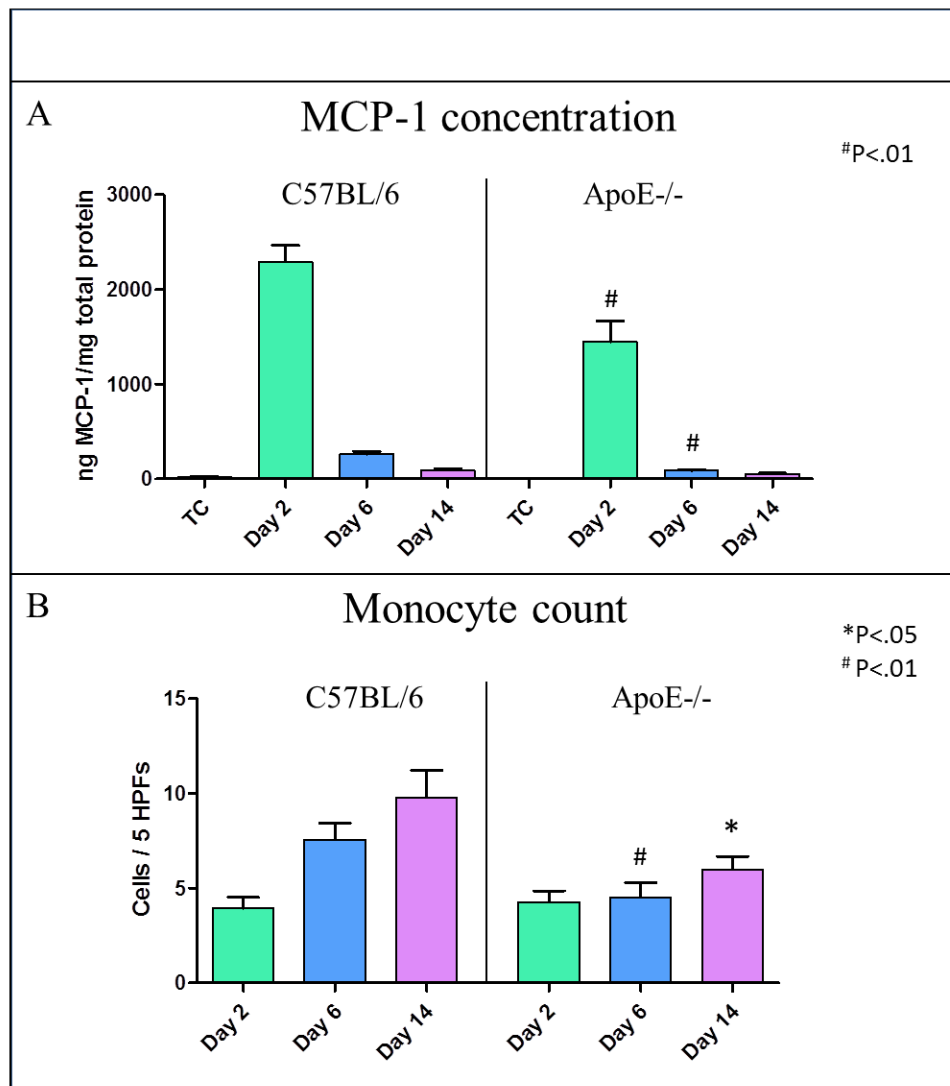 A
MCP-1 concentration
#P<.01
C57BL/6
ApoE-/-
ng MCP-1/mg total protein
3000
2000
1000
0
#
#
TC
Day 2
Day 6
Day 14
TC
Day 2
Day 6
Day 14
B
Monocyte count
*P<.05
# P<.01
C57BL/6
ApoE-/-
Cells / 5 HPFs
15
10
5
0
#
*
Day 2
Day 6
Day 14
Day 2
Day 6
Day 14